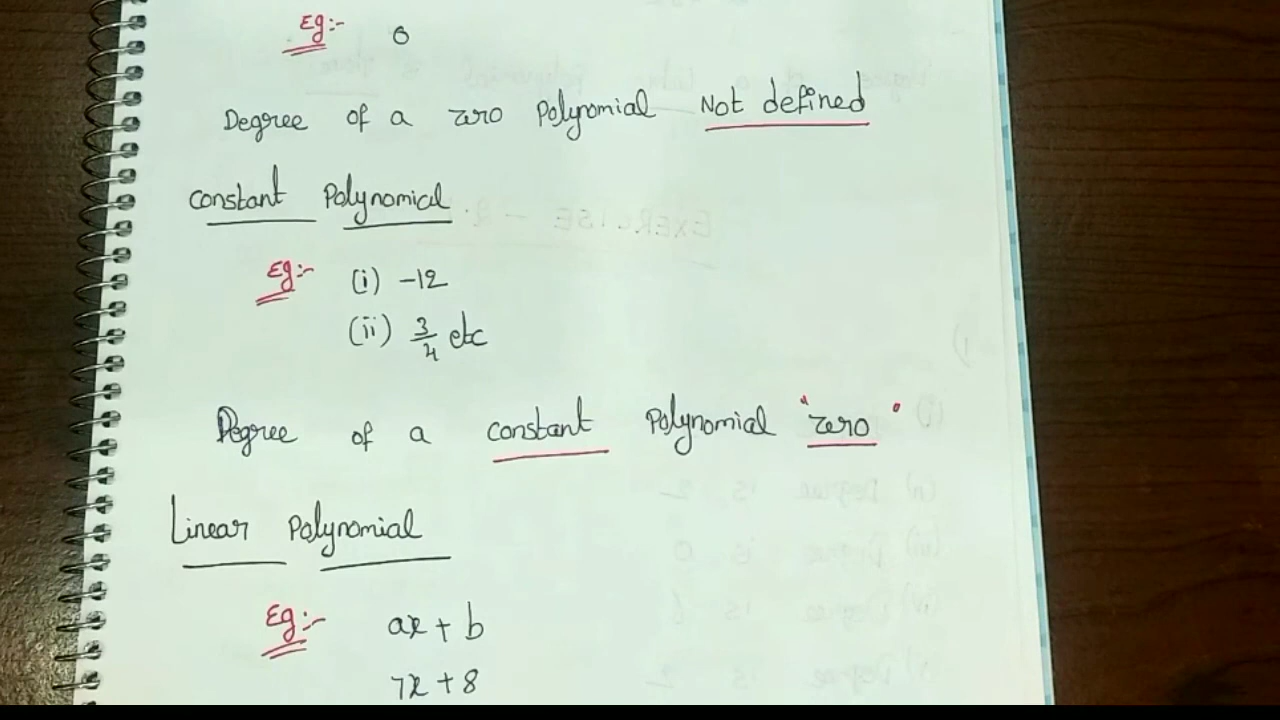 Eg:- 0
Degree of a zero Polynomial Not defined
Constant Polynomial
Eg:- (i) -12
(ii) 3/4 etc
Degree of a constant Polynomial "zero"
Linear Polynomial
Eg:- ax + b
7x + 8